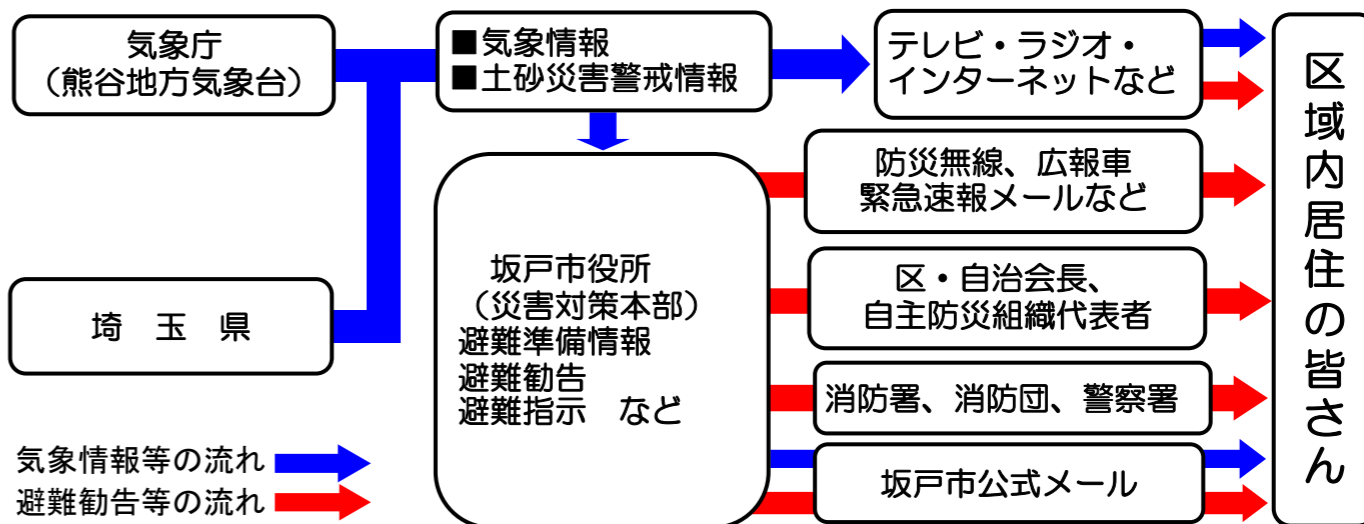 気象庁
（熊谷地方気象台）
■気象情報
■土砂災害警戒情報
テレビ・ラジオ・
インターネットなど
防災無線、広報車
緊急速報メールなど
坂戸市役所
（災害対策本部）
避難準備情報
避難勧告
避難指示　など
区・自治会長、
自主防災組織代表者
埼　玉　県
消防署、消防団、警察署
坂戸市公式メール
区域内居住の皆さん
気象情報等の流れ
避難勧告等の流れ